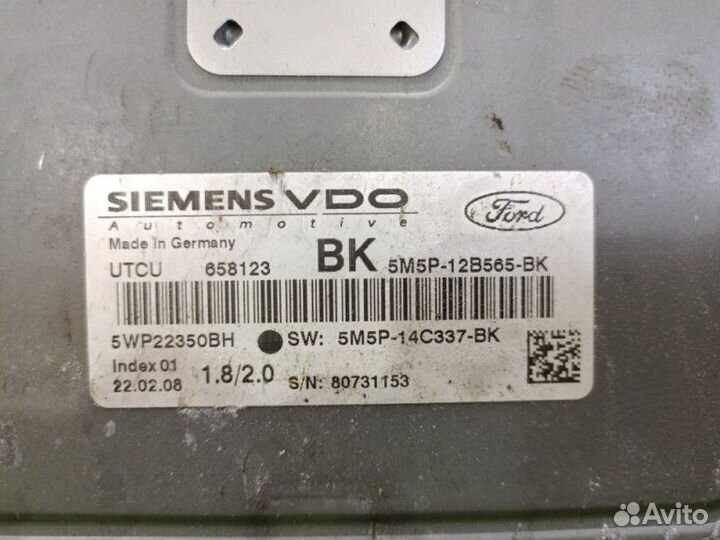 SIEMENS VDO
Automotive
Ford
Made in Germany
BK
UTCU 658123
5M5P-12B565-BK
5WP22350BH
SW: 5M5P-14C337-BK
Index 01
22.02.08
1.8/2.0
S/N: 80731153
Avito